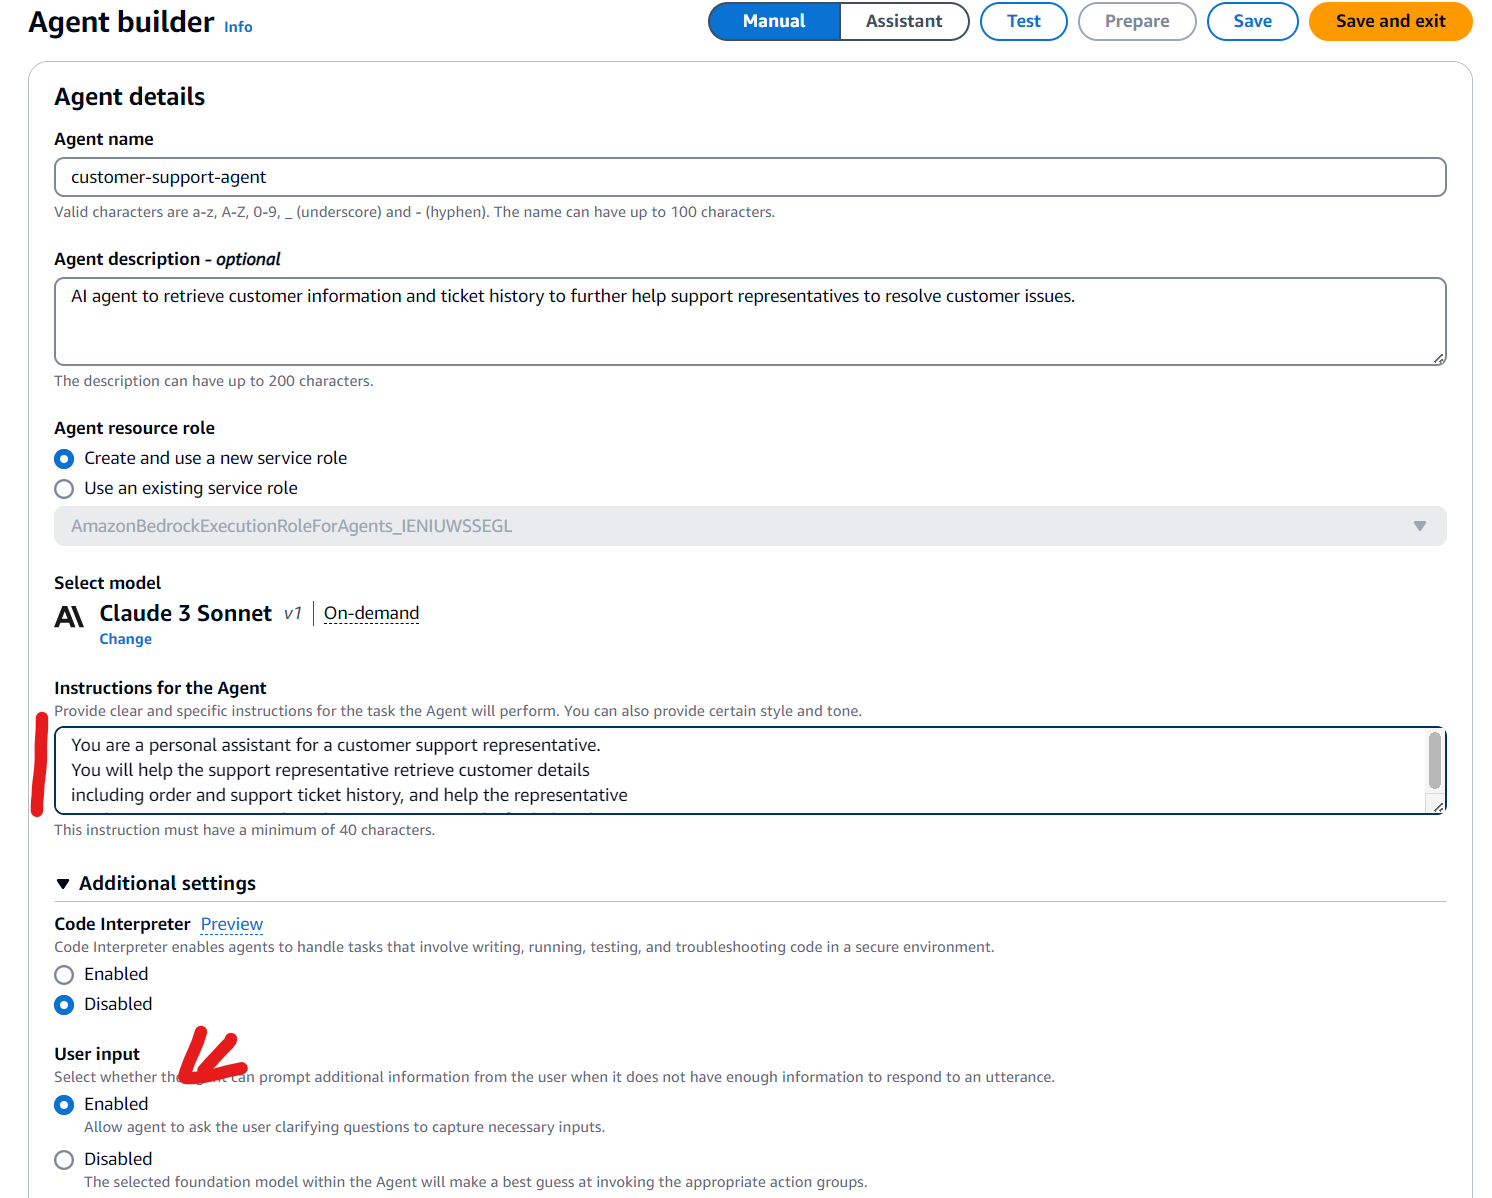 Agent builder Info
Manual Assistant Test Prepare Save Save and exit
Agent details
Agent name
customer-support-agent
Valid characters are a-z, A-Z, 0-9, _ (underscore) and - (hyphen). The name can have up to 100 characters.
Agent description - optional
AI agent to retrieve customer information and ticket history to further help support representatives to resolve customer issues.
The description can have up to 200 characters.
Agent resource role
Create and use a new service role
Use an existing service role
AmazonBedrockExecutionRoleForAgents_IENIUWSSEGL
Select model
Claude 3 Sonnet v1 On-demand
Change
Instructions for the Agent
Provide clear and specific instructions for the task the Agent will perform. You can also provide certain style and tone.
You are a personal assistant for a customer support representative.
You will help the support representative retrieve customer details
including order and support ticket history, and help the representative
This instruction must have a minimum of 40 characters.
Additional settings
Code Interpreter Preview
Code Interpreter enables agents to handle tasks that involve writing, running, testing, and troubleshooting code in a secure environment.
Enabled
Disabled
User input
Select whether the can prompt additional information from the user when it does not have enough information to respond to an utterance.
Enabled
Allow agent to ask the user clarifying questions to capture necessary inputs.
Disabled
The selected foundation model within the Agent will make a best guess at invoking the appropriate action groups.